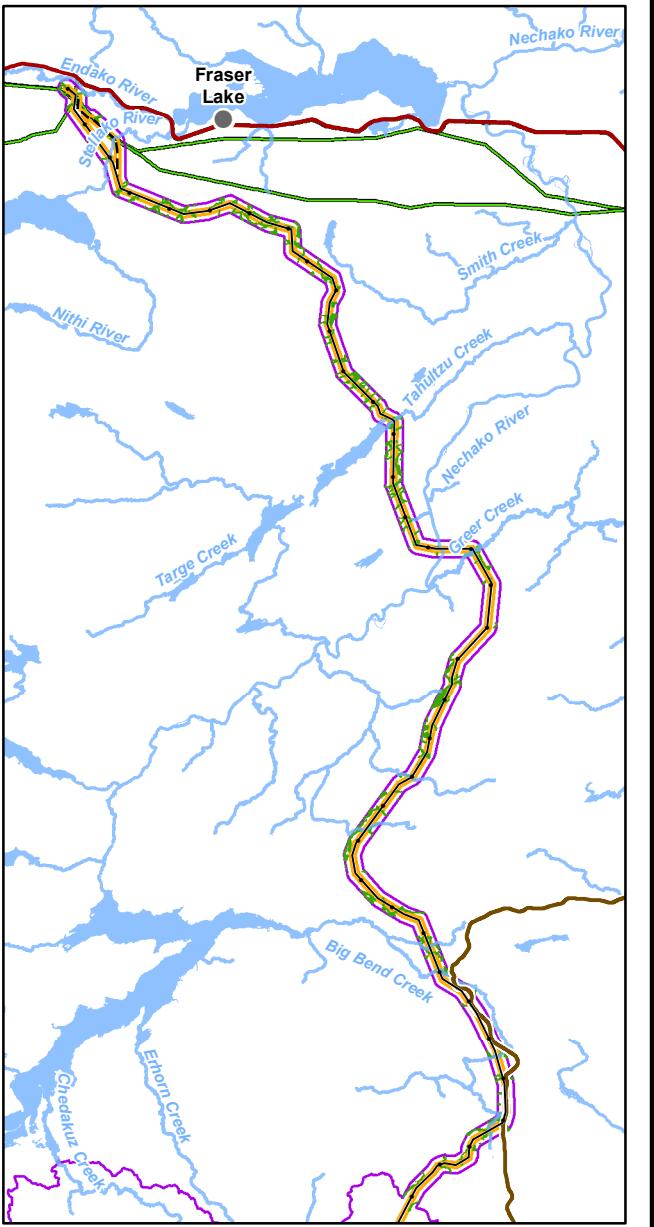 Nechako River
Endako River
Fraser
Lake
Stellako River
Smith Creek
Nithi River
Tahultzu Creek
Nechako River
Greer Creek
Targe Creek
Big Bend Creek
Erhorn Creek
Chedakuz Creek